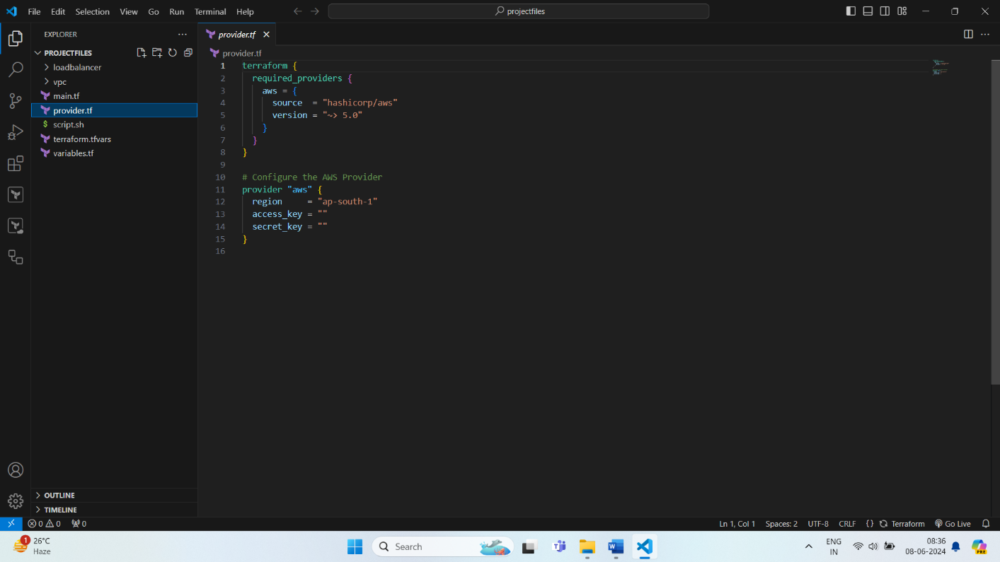 File Edit Selection View Go Run Terminal Help
projectfiles
EXPLORER
PROJECTFILES
loadbalancer
vpc
main.tf
provider.tf
$ script.sh
terraform.tfvars
variables.tf
OUTLINE
TIMELINE
provider.tf
provider.tf
1 terraform {
2 required_providers {
3 aws = {
4 source  = "hashicorp/aws"
5 version = "~> 5.0"
6 }
7 }
8 }
9
10 # Configure the AWS Provider
11 provider "aws" {
12 region     = "ap-south-1"
13 access_key = ""
14 secret_key = ""
15 }
16
0 0 0
Ln 1, Col 1 Spaces: 2 UTF-8 CRLF {} Terraform Go Live
1
26°C
Haze
Search
W
ENG
IN
08:36
08-06-2024
PRE